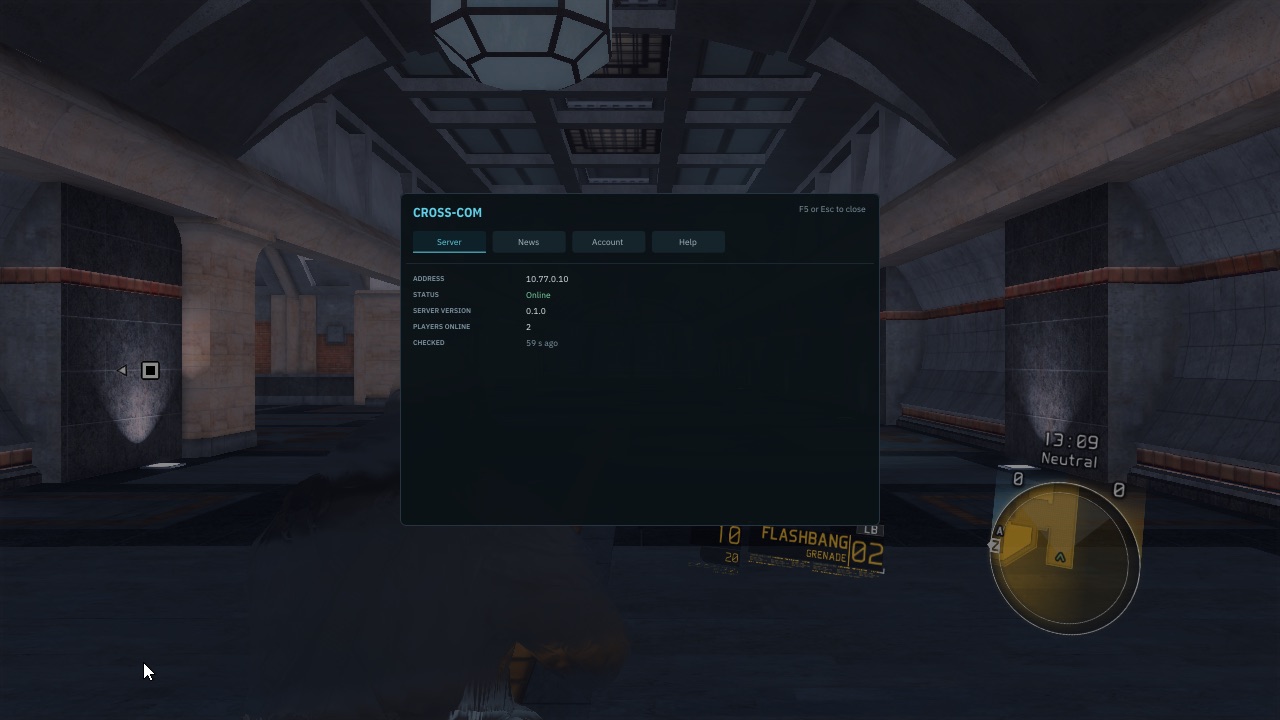 CROSS-COM
F5 or Esc to close
Server News Account Help
ADDRESS 10.77.0.10
STATUS Online
SERVER VERSION 0.1.0
PLAYERS ONLINE 2
CHECKED 59 s ago
13:09
Neutral
0 0
10 FLASHBANG LB
20 GRENADE 02
A
Z